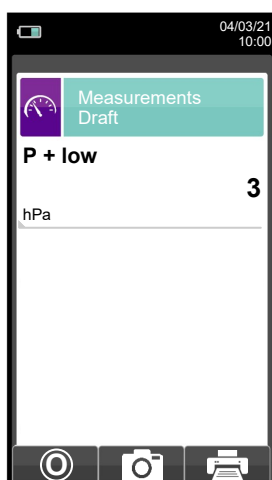 04/03/21
10:00
Measurements
Draft
P + low
3
hPa
O